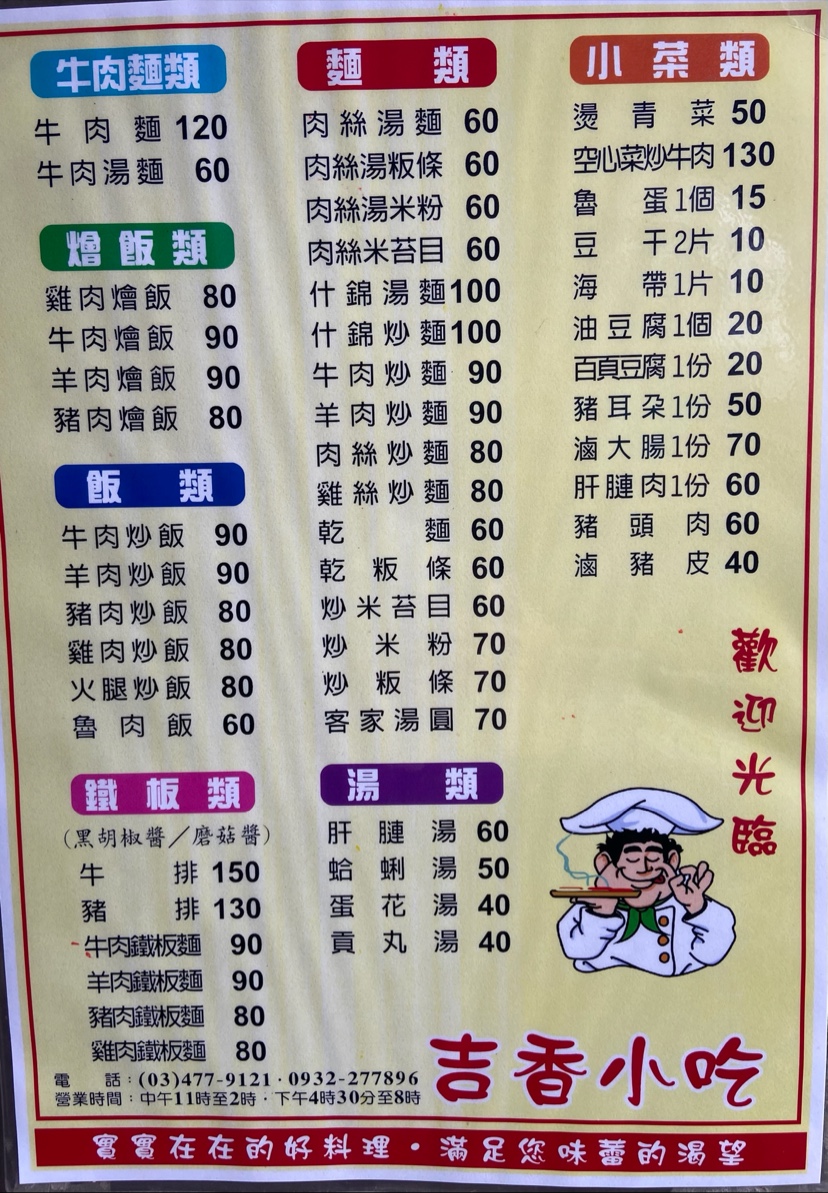 牛肉麵類
牛肉麵 120
牛肉湯麵 60
燴飯類
雞肉燴飯 80
牛肉燴飯 90
羊肉燴飯 90
豬肉燴飯 80
飯類
牛肉炒飯 90
羊肉炒飯 90
豬肉炒飯 80
雞肉炒飯 80
火腿炒飯 80
魯肉飯 60
鐵板類
(黑胡椒醬／磨菇醬)
牛排 150
豬排 130
牛肉鐵板麵 90
羊肉鐵板麵 90
豬肉鐵板麵 80
雞肉鐵板麵 80
麵類
肉絲湯麵 60
肉絲湯粄條 60
肉絲湯米粉 60
肉絲米苔目 60
什錦湯麵 100
什錦炒麵 100
牛肉炒麵 90
羊肉炒麵 90
肉絲炒麵 80
雞絲炒麵 80
乾麵 60
乾粄條 60
炒米苔目 60
炒米粉 70
炒粄條 70
客家湯圓 70
湯類
肝膁湯 60
蛤蜊湯 50
蛋花湯 40
貢丸湯 40
小菜類
燙青菜 50
空心菜炒牛肉 130
魯蛋1個 15
豆干2片 10
海帶1片 10
油豆腐1個 20
百頁豆腐1份 20
豬耳朵1份 50
滷大腸1份 70
肝膁肉1份 60
豬頭肉 60
滷豬皮 40
歡迎光臨
吉香小吃
電話：(03)477-9121‧0932-277896
營業時間：中午11時至2時‧下午4時30分至8時
實實在在的好料理‧滿足您味蕾的渴望